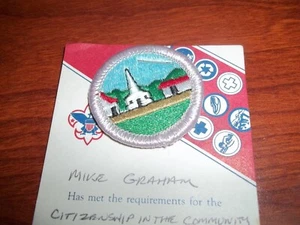 MIKE GRAHAM
Has met the requirements for the
CITIZENSHIP IN THE COMMUNITY